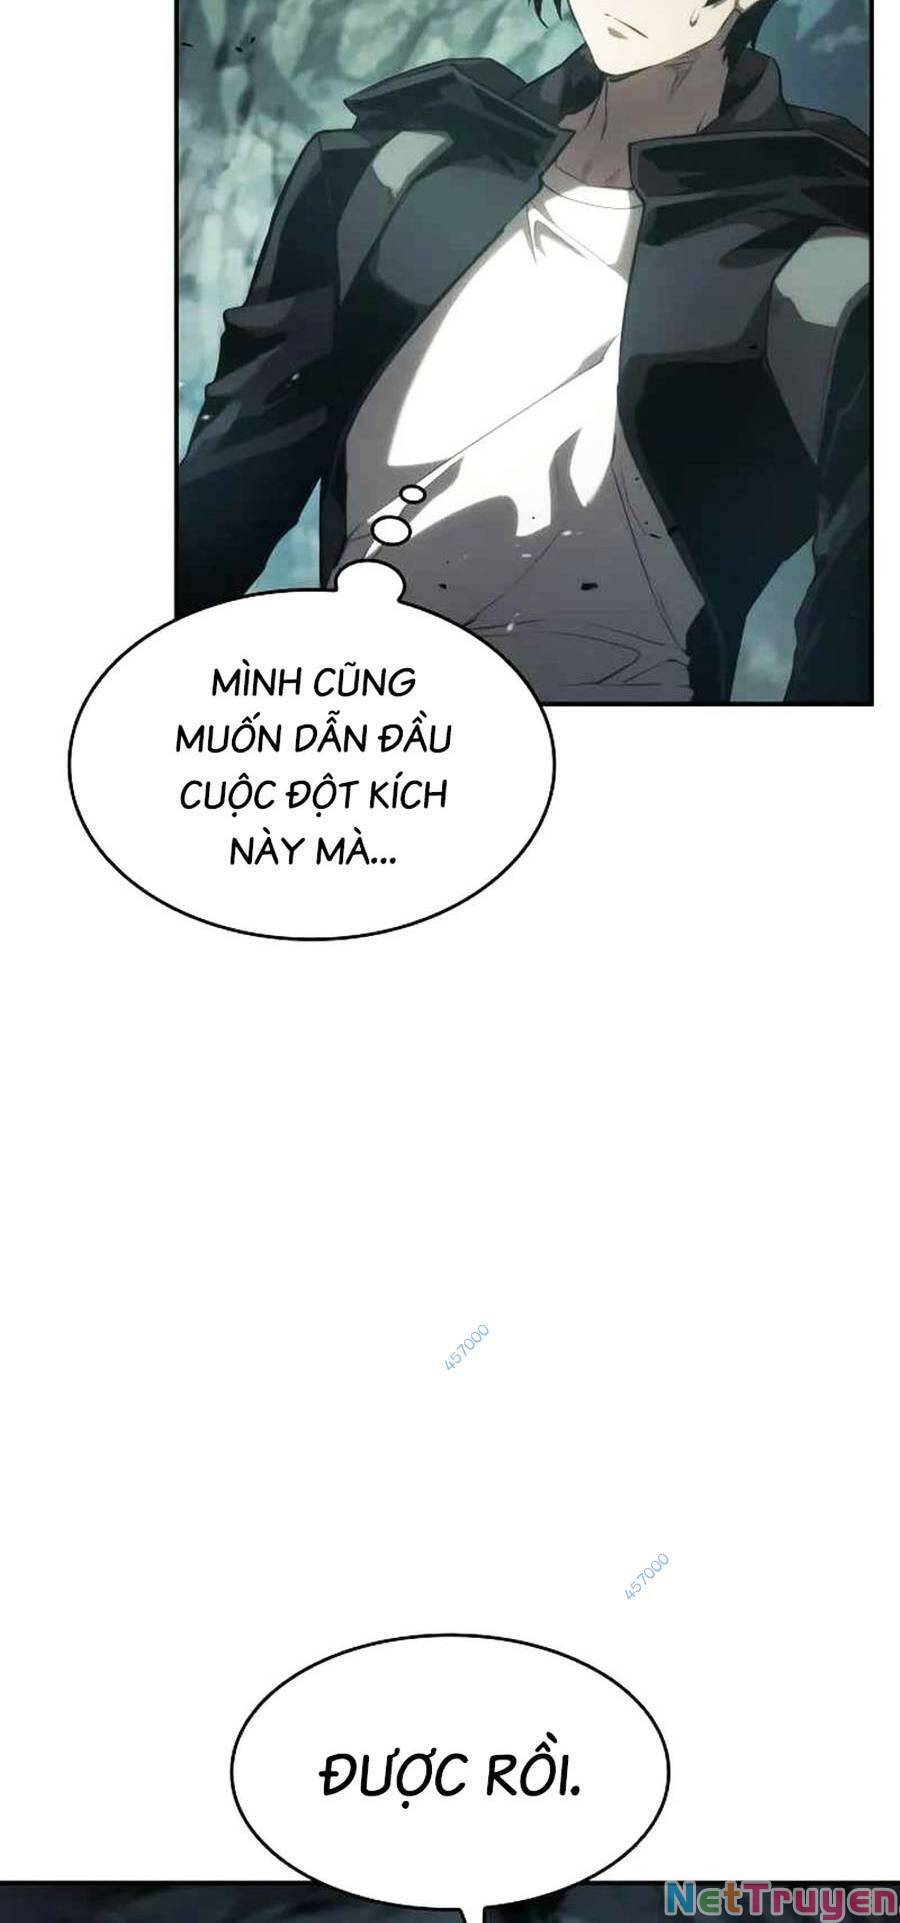 MÌNH CŨNG
MUỐN DẪN ĐẦU
CUỘC ĐỘT KÍCH
NÀY MÀ...
457000
457000
ĐƯỢC RỒI.
NetTruyen